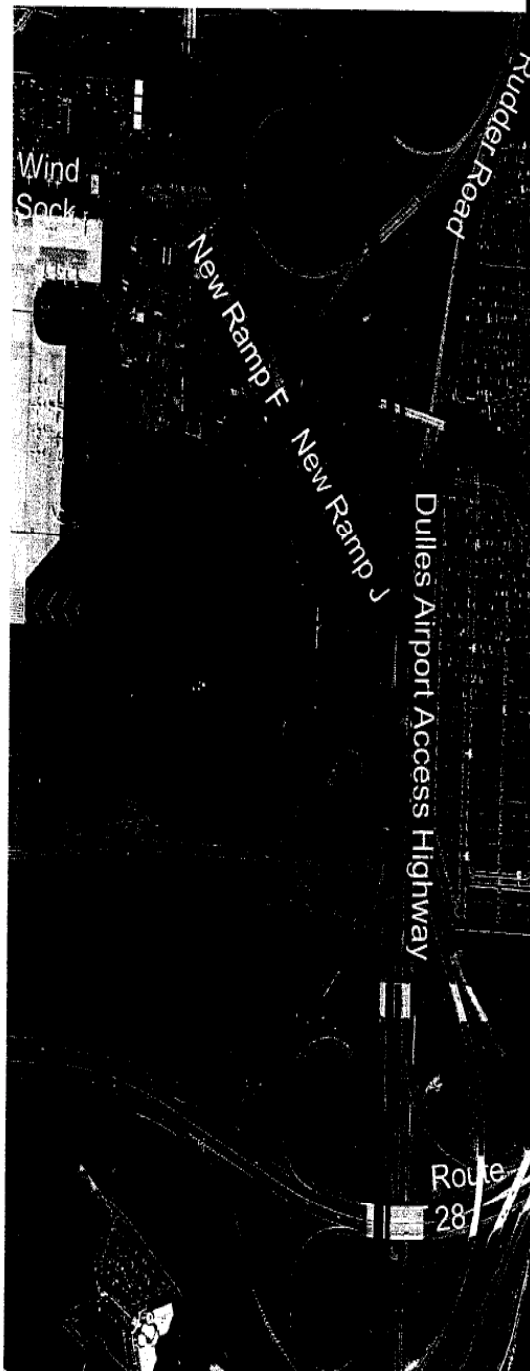 Rudder Road
Wind
Sock
New Ramp F
New Ramp J
Dulles Airport Access Highway
Route
28